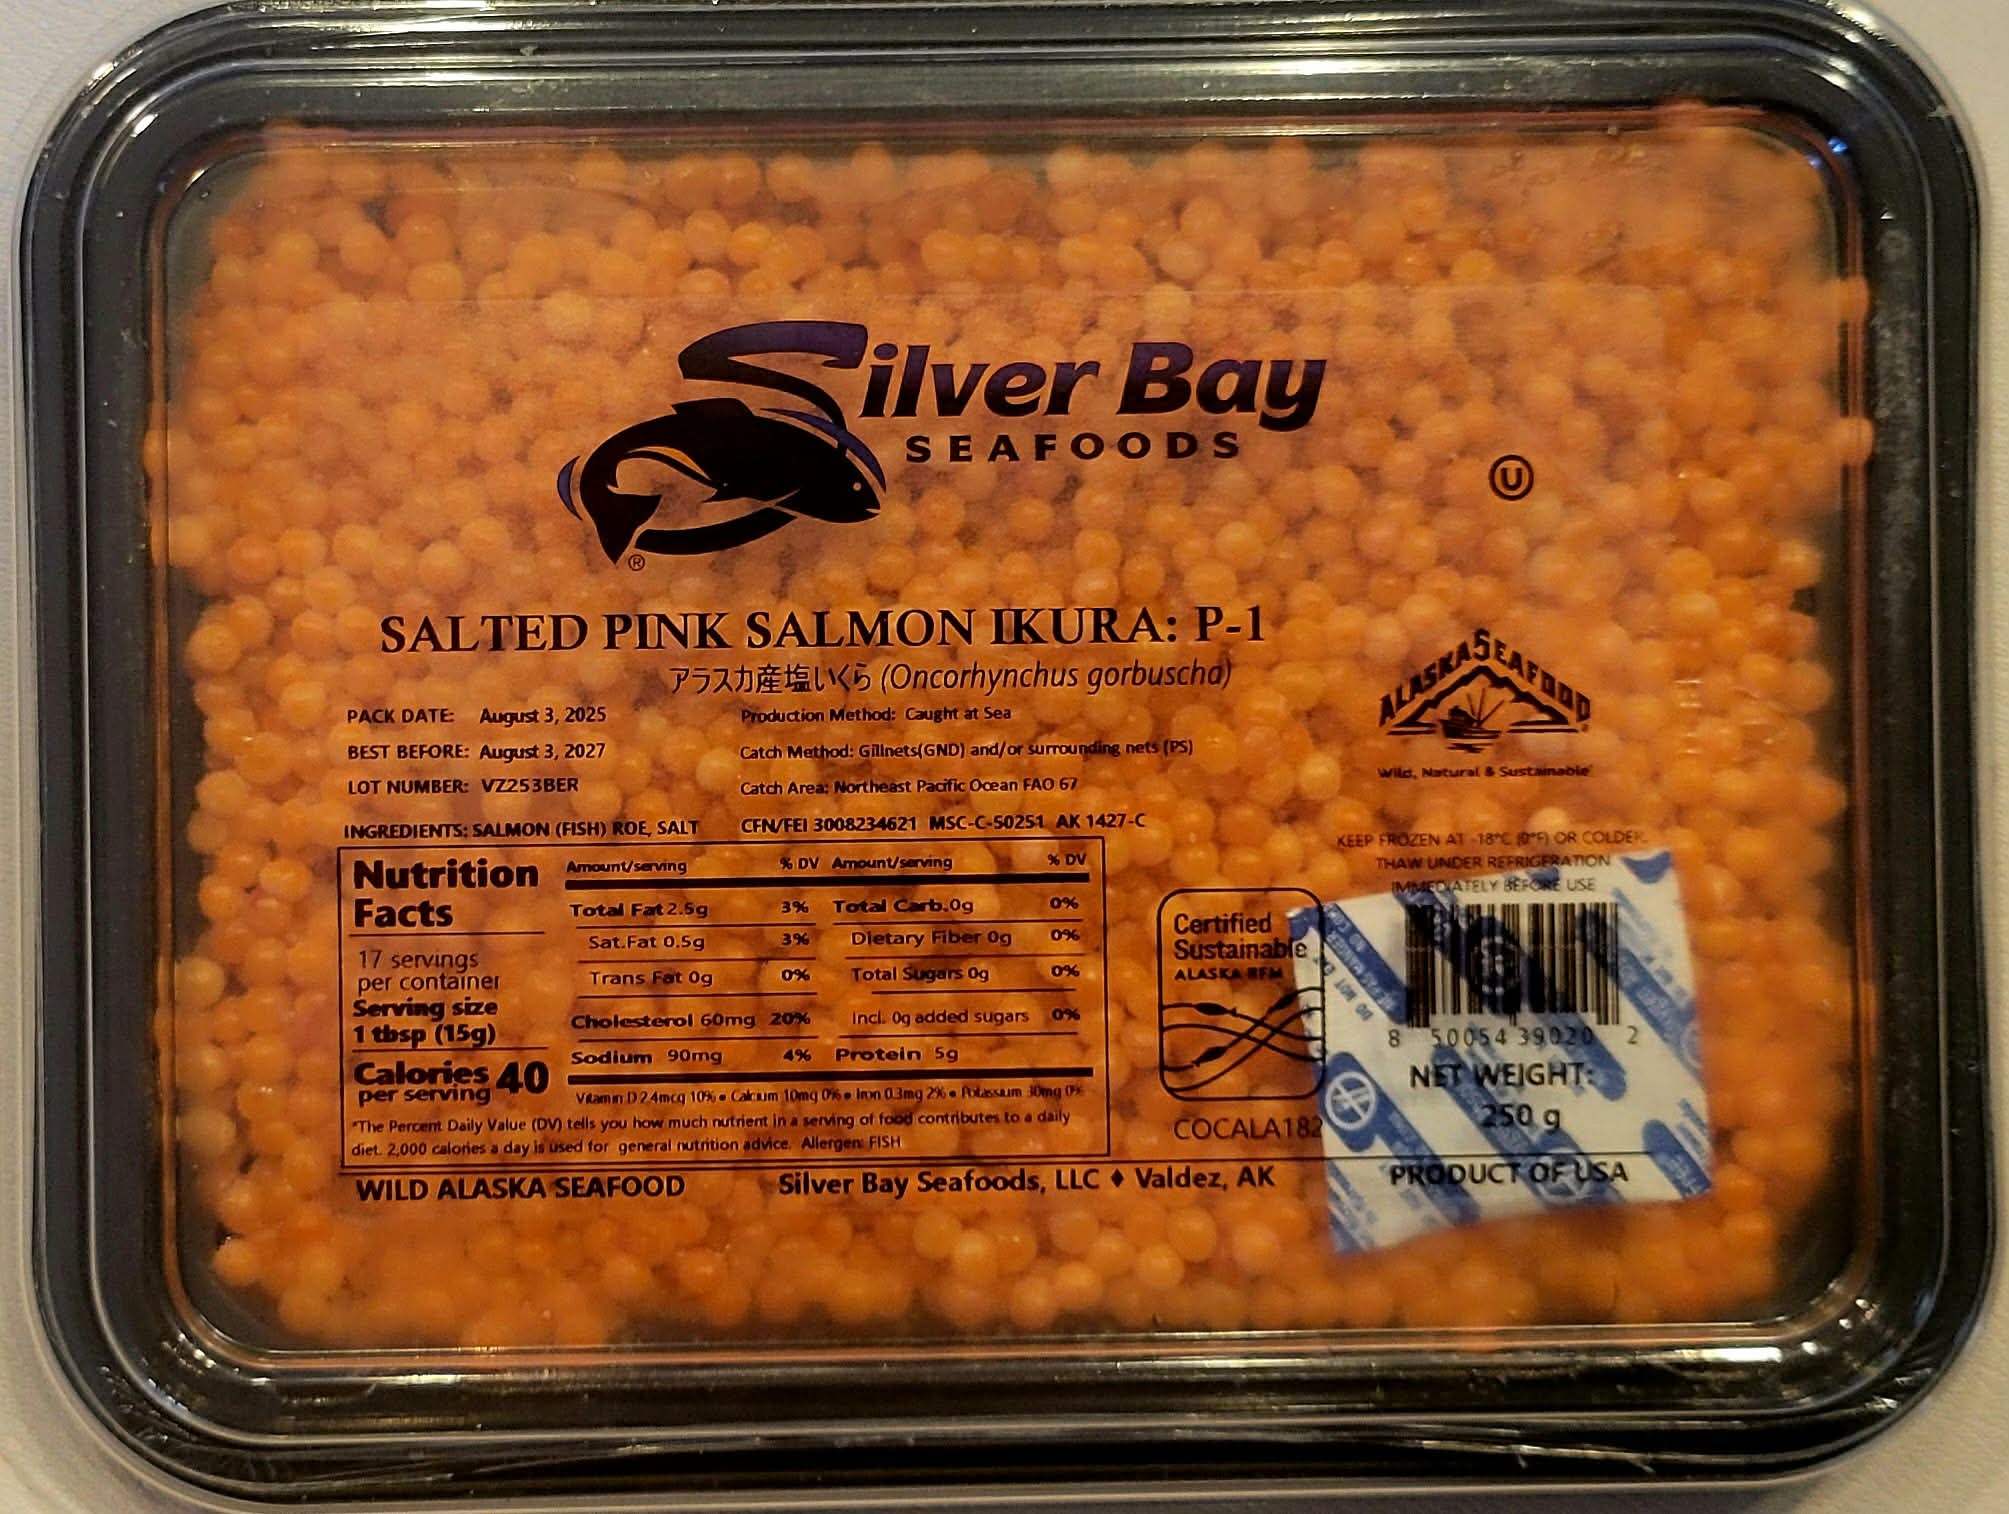 Silver Bay
SEAFOODS
®
U
SALTED PINK SALMON IKURA: P-1
アラスカ産塩いくら (Oncorhynchus gorbuscha)
PACK DATE: August 3, 2025
BEST BEFORE: August 3, 2027
LOT NUMBER: VZ253BER
Production Method: Caught at Sea
Catch Method: Gillnets(GND) and/or surrounding nets (PS)
Catch Area: Northeast Pacific Ocean FAO 67
INGREDIENTS: SALMON (FISH) ROE, SALT
CFN/FEI 3008234621 MSC-C-50251 AK 1427-C
ALASKA SEAFOOD
Wild, Natural & Sustainable
KEEP FROZEN AT -18°C (0°F) OR COLDER.
THAW UNDER REFRIGERATION
IMMEDIATELY BEFORE USE
Nutrition
Facts
17 servings
per container
Serving size
1 tbsp (15g)
Calories
per serving 40
Amount/serving % DV Amount/serving % DV
Total Fat 2.5g 3% Total Carb.0g 0%
Sat.Fat 0.5g 3% Dietary Fiber 0g 0%
Trans Fat 0g 0% Total Sugars 0g 0%
Cholesterol 60mg 20% Incl. 0g added sugars 0%
Sodium 90mg 4% Protein 5g
Vitamin D 2.4mcg 10% • Calcium 10mg 0% • Iron 0.3mg 2% • Potassium 30mg 0%
*The Percent Daily Value (DV) tells you how much nutrient in a serving of food contributes to a daily
diet. 2,000 calories a day is used for general nutrition advice. Allergen: FISH
Certified
Sustainable
ALASKA RFM
COCALA182
8 50054 39020 2
NET WEIGHT:
250 g
WILD ALASKA SEAFOOD
Silver Bay Seafoods, LLC ♦ Valdez, AK
PRODUCT OF USA